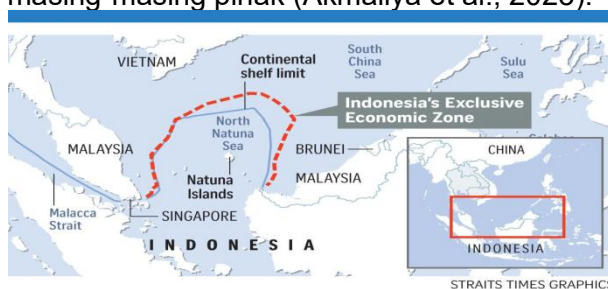 masing-masing pihak (Akmaliya et al., 2023).
VIETNAM
Continental
shelf limit
South
China
Sea
Sulu
Sea
Indonesia's Exclusive
Economic Zone
North
Natuna
Sea
MALAYSIA
BRUNEI
MALAYSIA
Natuna
Islands
Malacca
Strait
SINGAPORE
INDONESIA
CHINA
INDONESIA
STRAITS TIMES GRAPHICS